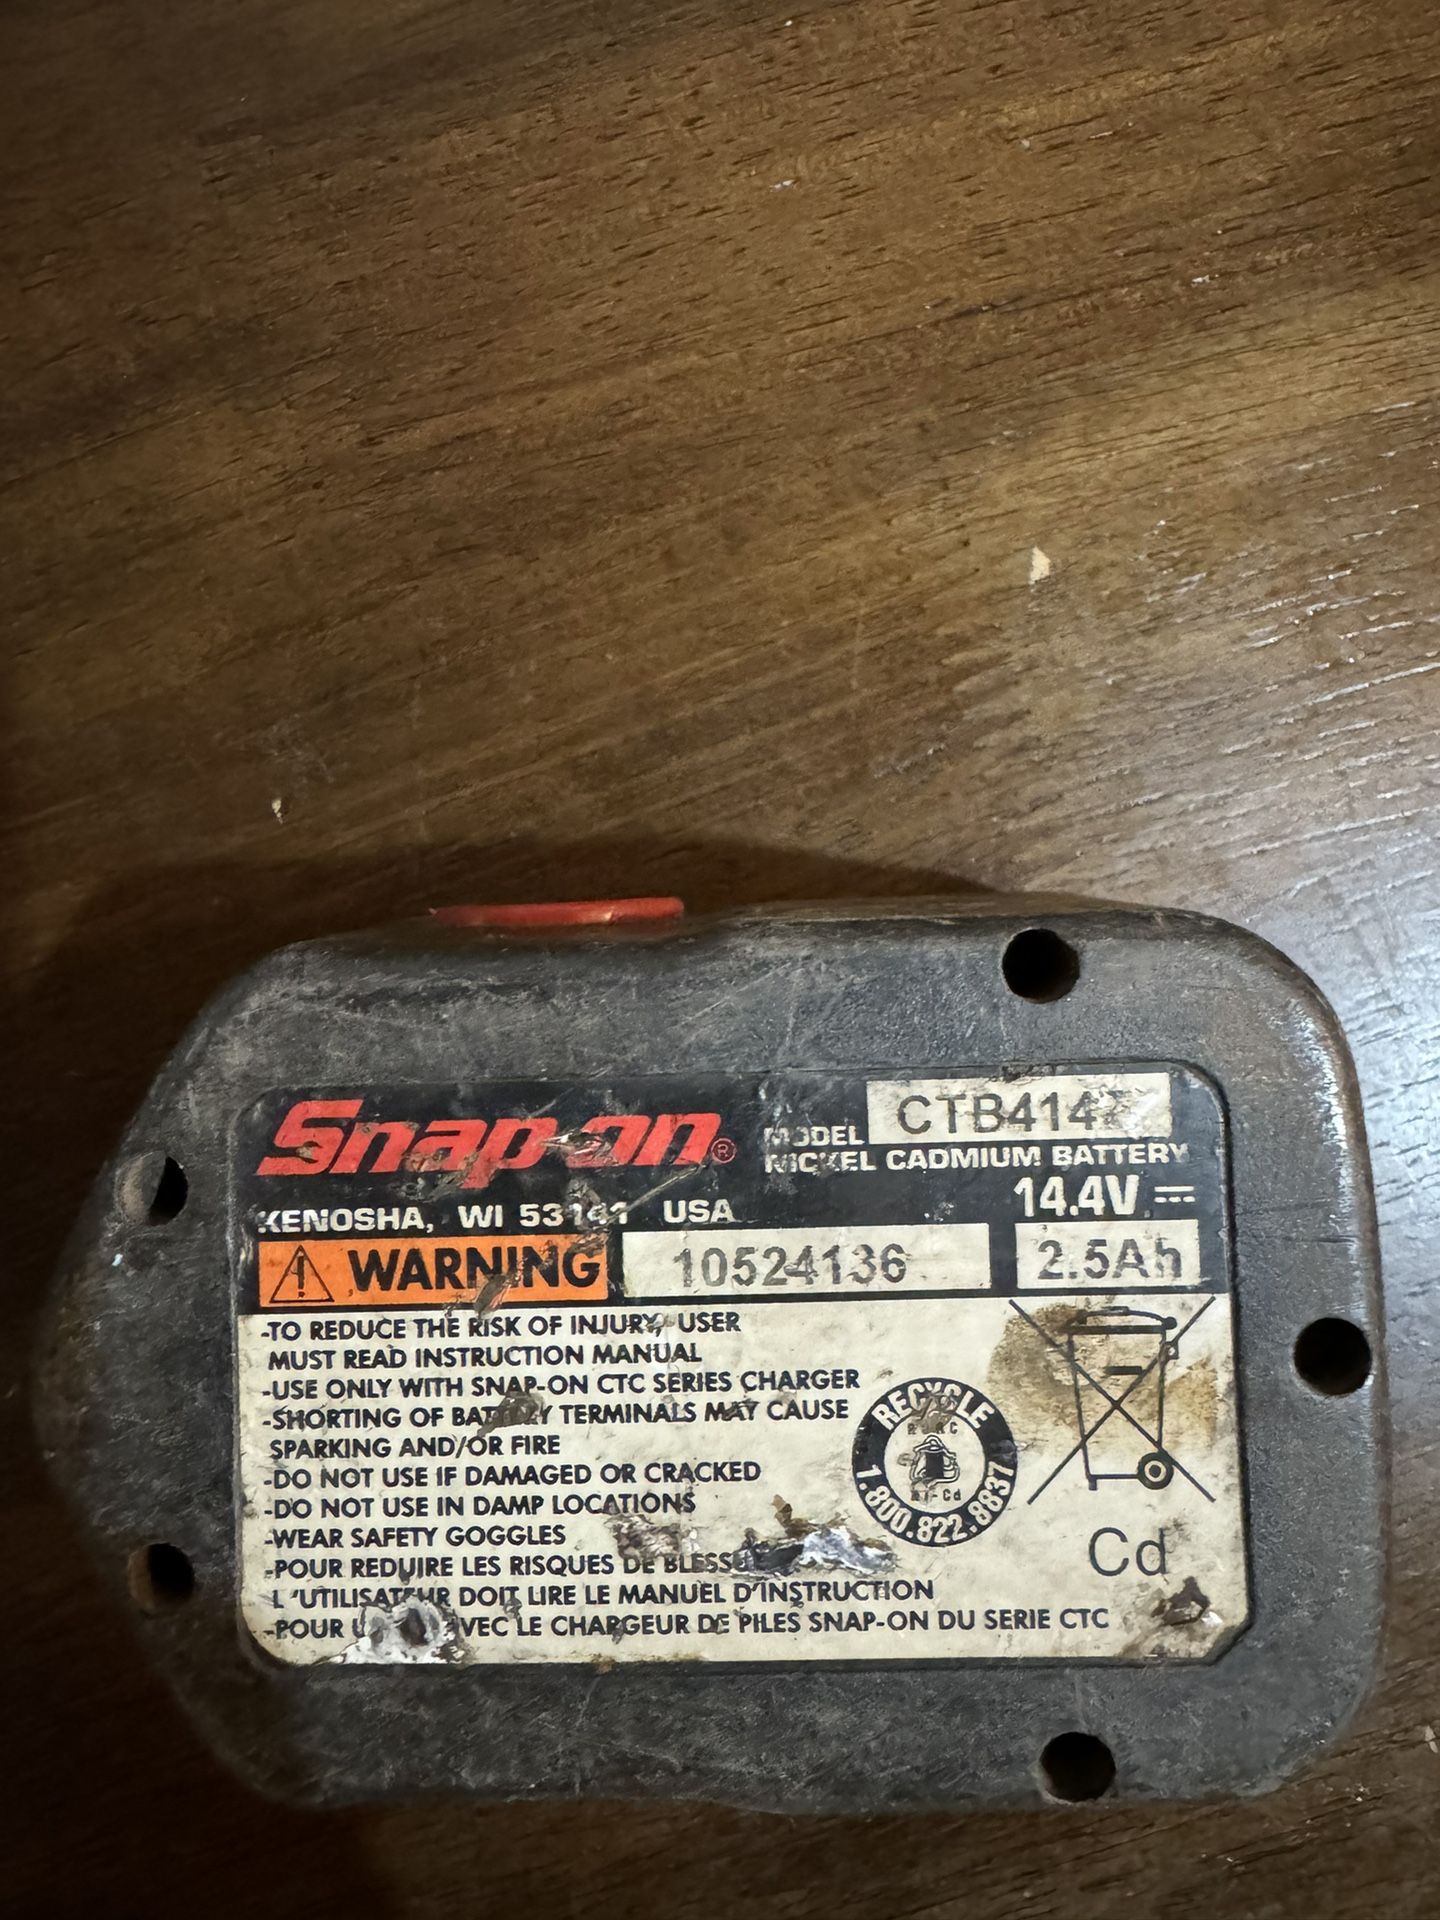 Snap-on®
MODEL
NICKEL CADMIUM BATTERY
KENOSHA, WI 53141 USA
14.4V
WARNING
10524136
2.5Ah
-TO REDUCE THE RISK OF INJURY, USER
MUST READ INSTRUCTION MANUAL
-USE ONLY WITH SNAP-ON CTC SERIES CHARGER
-SHORTING OF BATTERY TERMINALS MAY CAUSE
SPARKING AND/OR FIRE
-DO NOT USE IF DAMAGED OR CRACKED
-DO NOT USE IN DAMP LOCATIONS
-WEAR SAFETY GOGGLES
-POUR REDUIRE LES RISQUES DE
L'UTILISATEUR DOIT LIRE LE MANUEL D'INSTRUCTION
-POUR LE CHARGEUR DE PILES SNAP-ON DU SERIE CTC
RECYCLE
1.800.822.8837
Cd